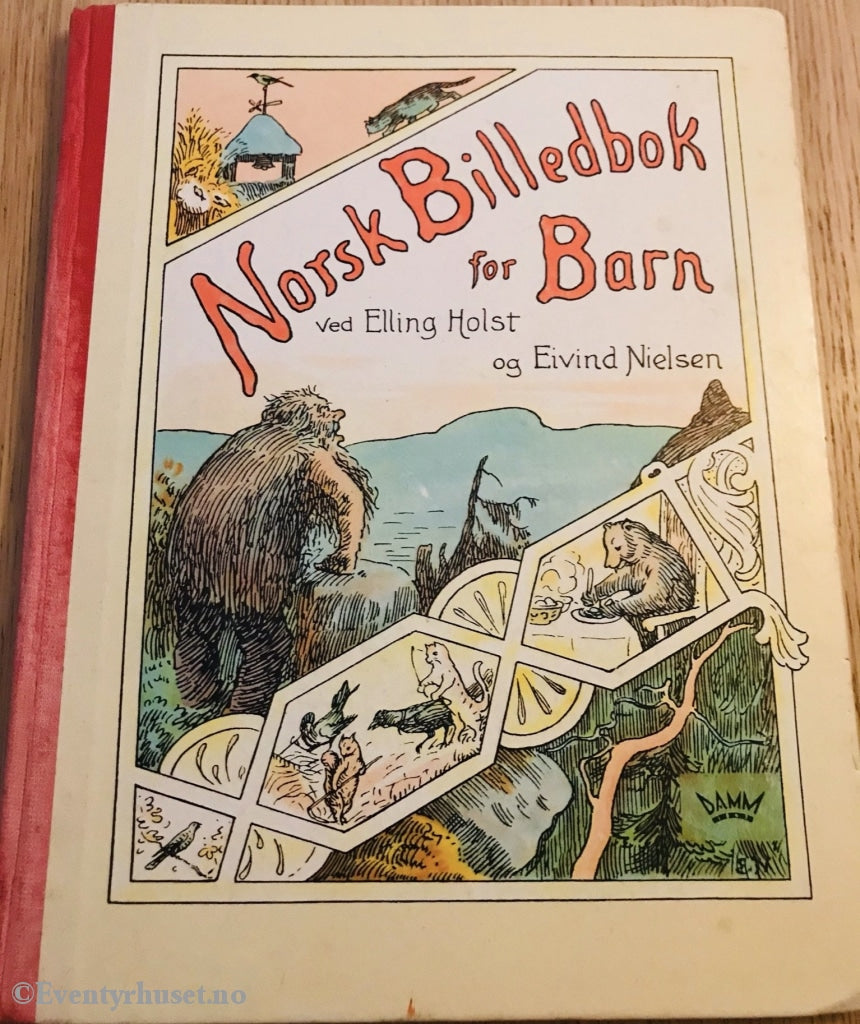 Norsk Billedbok
for Barn
ved Elling Holst
og Eivind Nielsen
DAMM
E.N
©Eventyrhuset.no